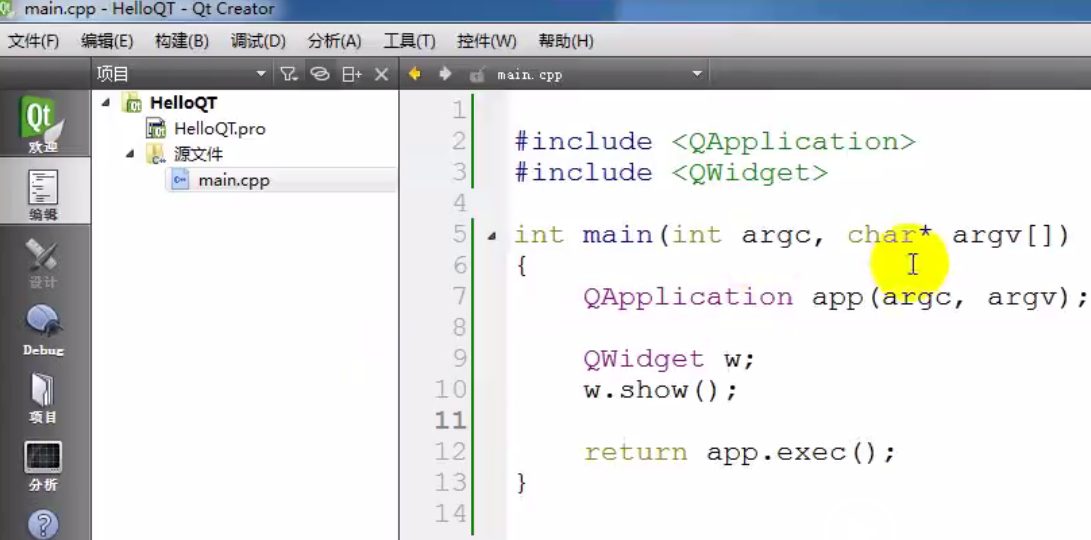 main.cpp - HelloQT - Qt Creator
文件(F) 编辑(E) 构建(B) 调试(D) 分析(A) 工具(T) 控件(W) 帮助(H)
项目
main.cpp
Qt
欢迎
编辑
设计
Debug
项目
分析
HelloQT
HelloQT.pro
源文件
main.cpp
1
2 #include <QApplication>
3 #include <QWidget>
4
5 int main(int argc, char* argv[])
6 {
7 QApplication app(argc, argv);
8
9 QWidget w;
10 w.show();
11
12 return app.exec();
13 }
14